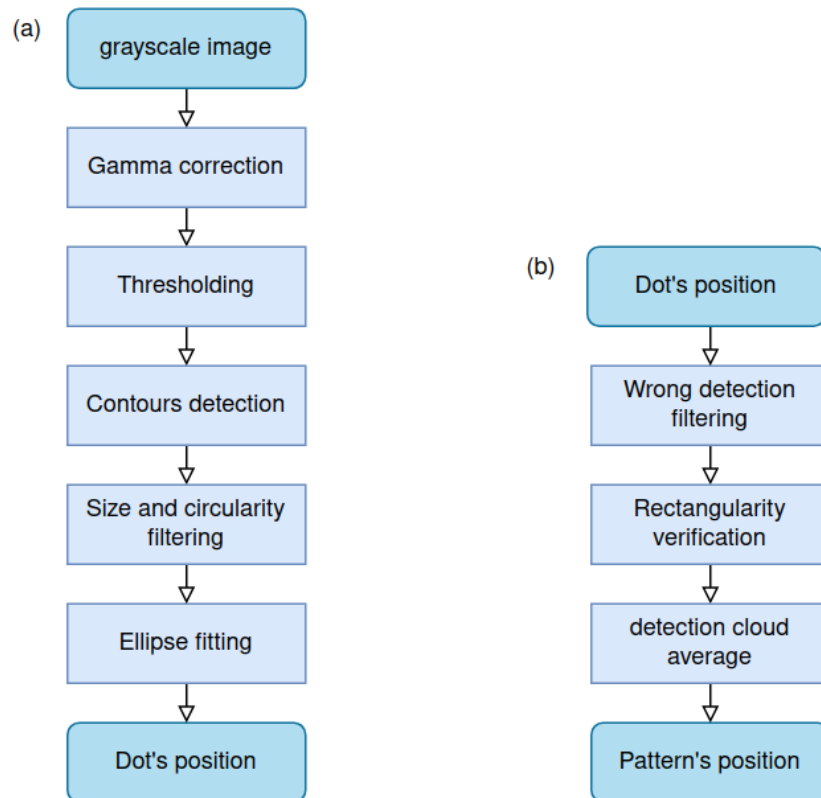 (a)
grayscale image
Gamma correction
Thresholding
Contours detection
Size and circularity
filtering
Ellipse fitting
Dot's position
(b)
Dot's position
Wrong detection
filtering
Rectangularity
verification
detection cloud
average
Pattern's position